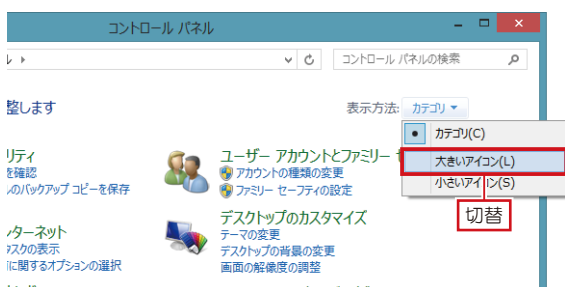 コントロール パネル
コントロール パネルの検索
整します
表示方法: カテゴリ
カテゴリ(C)
大きいアイコン(L)
小さいアイコン(S)
切替
リティ
を確認
のバックアップ コピーを保存
ユーザー アカウントとファミリー
アカウントの種類の変更
ファミリー セーフティの設定
ターネット
タスクの表示
に関するオプションの選択
デスクトップのカスタマイズ
テーマの変更
デスクトップの背景の変更
画面の解像度の調整